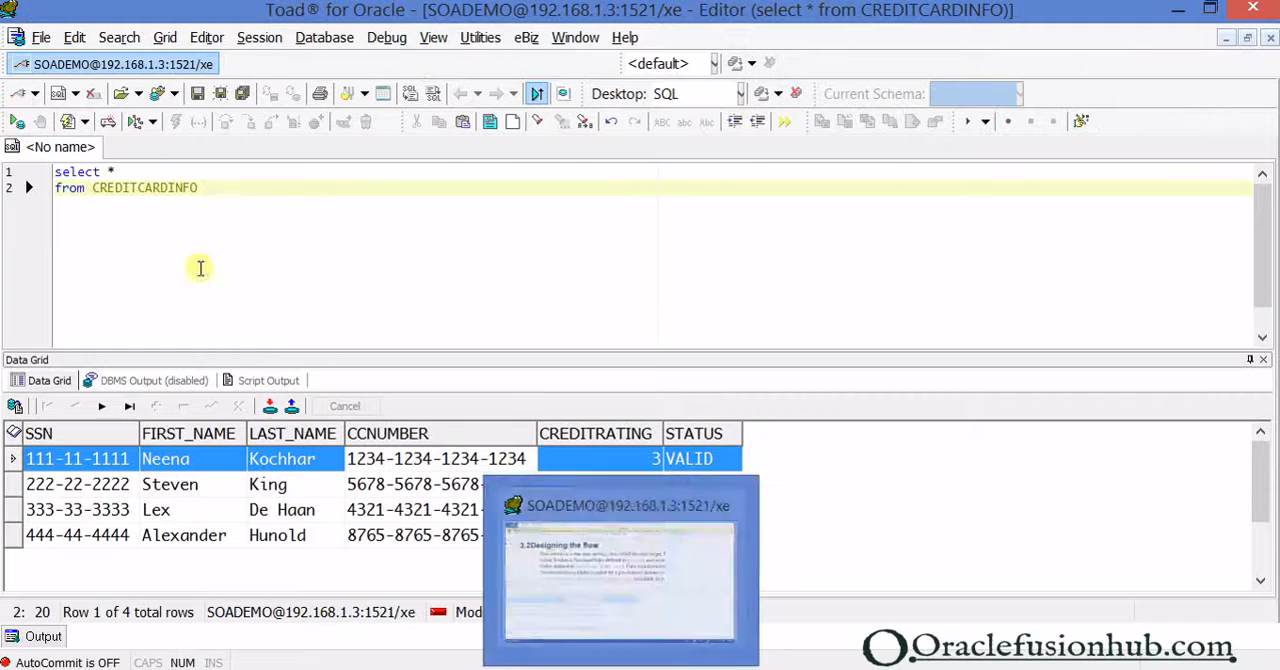 Toad® for Oracle - [SOADEMO@192.168.1.3:1521/xe - Editor (select * from CREDITCARDINFO)]
File Edit Search Grid Editor Session Database Debug View Utilities eBiz Window Help
SOADEMO@192.168.1.3:1521/xe <default>
Desktop: SQL Current Schema:
<No name>
1 select *
2 from CREDITCARDINFO
Data Grid
Data Grid DBMS Output (disabled) Script Output
Cancel
SSN FIRST_NAME LAST_NAME CCNUMBER CREDITRATING STATUS
111-11-1111 Neena Kochhar 1234-1234-1234-1234 3 VALID
222-22-2222 Steven King 5678-5678-5678-
333-33-3333 Lex De Haan 4321-4321-4321-
444-44-4444 Alexander Hunold 8765-8765-8765-
SOADEMO@192.168.1.3:1521/xe
3.2Designing the flow
2: 20 Row 1 of 4 total rows SOADEMO@192.168.1.3:1521/xe Mod
Output
Oraclefusionhub.com
AutoCommit is OFF CAPS NUM INS